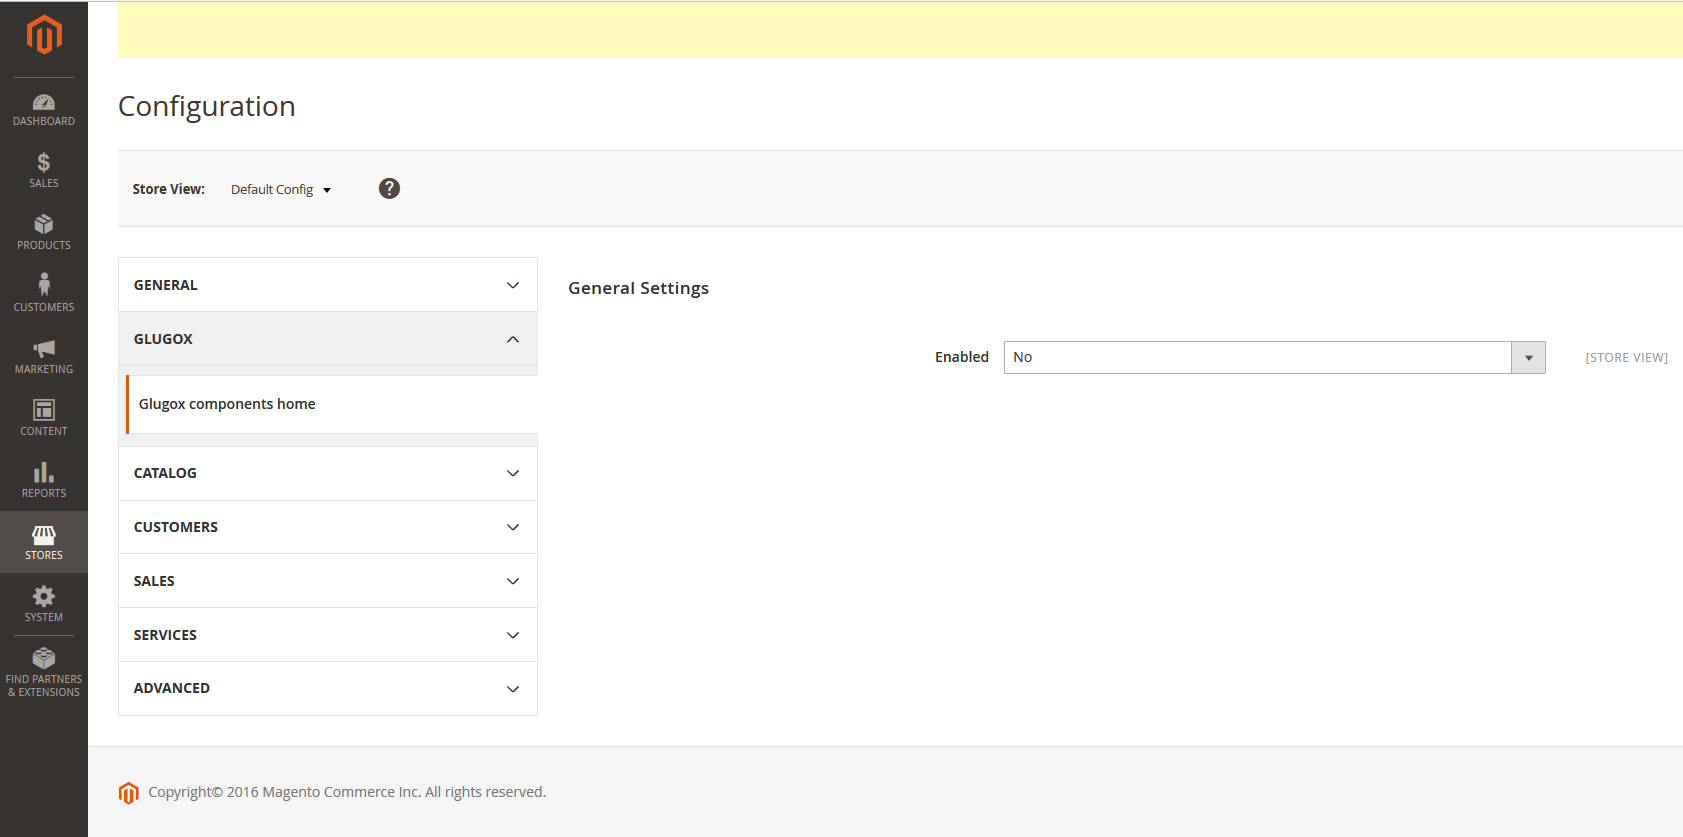 DASHBOARD
SALES
PRODUCTS
CUSTOMERS
MARKETING
CONTENT
REPORTS
STORES
SYSTEM
FIND PARTNERS
& EXTENSIONS
Configuration
Store View: Default Config ?
GENERAL
GLUGOX
Glugox components home
CATALOG
CUSTOMERS
SALES
SERVICES
ADVANCED
General Settings
Enabled No [STORE VIEW]
Copyright© 2016 Magento Commerce Inc. All rights reserved.